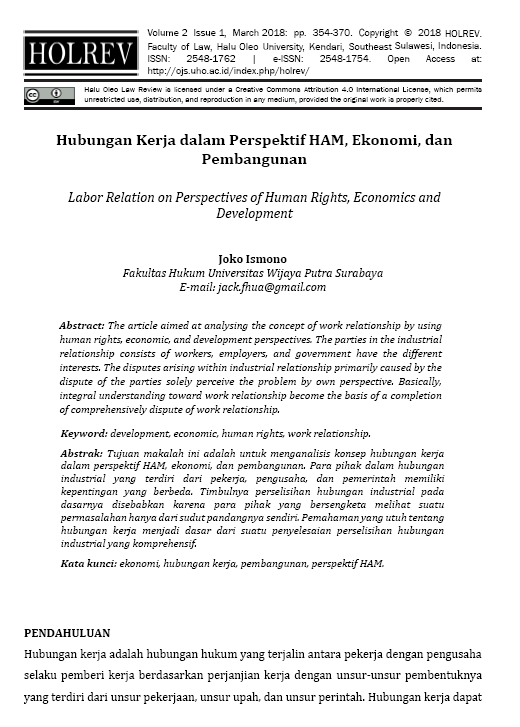 HOLREV
Volume 2 Issue 1, March 2018: pp. 354-370. Copyright © 2018 HOLREV.
Faculty of Law, Halu Oleo University, Kendari, Southeast Sulawesi, Indonesia.
ISSN: 2548-1762 | e-ISSN: 2548-1754. Open Access at:
http://ojs.uho.ac.id/index.php/holrev/
cc BY
Halu Oleo Law Review is licensed under a Creative Commons Attribution 4.0 International License, which permits
unrestricted use, distribution, and reproduction in any medium, provided the original work is properly cited.
Hubungan Kerja dalam Perspektif HAM, Ekonomi, dan
Pembangunan
Labor Relation on Perspectives of Human Rights, Economics and
Development
Joko Ismono
Fakultas Hukum Universitas Wijaya Putra Surabaya
E-mail: jack.fhua@gmail.com
Abstract: The article aimed at analysing the concept of work relationship by using
human rights, economic, and development perspectives. The parties in the industrial
relationship consists of workers, employers, and government have the different
interests. The disputes arising within industrial relationship primarily caused by the
dispute of the parties solely perceive the problem by own perspective. Basically,
integral understanding toward work relationship become the basis of a completion
of comprehensively dispute of work relationship.
Keyword: development, economic, human rights, work relationship.
Abstrak: Tujuan makalah ini adalah untuk menganalisis konsep hubungan kerja
dalam perspektif HAM, ekonomi, dan pembangunan. Para pihak dalam hubungan
industrial yang terdiri dari pekerja, pengusaha, dan pemerintah memiliki
kepentingan yang berbeda. Timbulnya perselisihan hubungan industrial pada
dasarnya disebabkan karena para pihak yang bersengketa melihat suatu
permasalahan hanya dari sudut pandangnya sendiri. Pemahaman yang utuh tentang
hubungan kerja menjadi dasar dari suatu penyelesaian perselisihan hubungan
industrial yang komprehensif.
Kata kunci: ekonomi, hubungan kerja, pembangunan, perspektif HAM.
PENDAHULUAN
Hubungan kerja adalah hubungan hukum yang terjalin antara pekerja dengan pengusaha
selaku pemberi kerja berdasarkan perjanjian kerja dengan unsur-unsur pembentuknya
yang terdiri dari unsur pekerjaan, unsur upah, dan unsur perintah. Hubungan kerja dapat